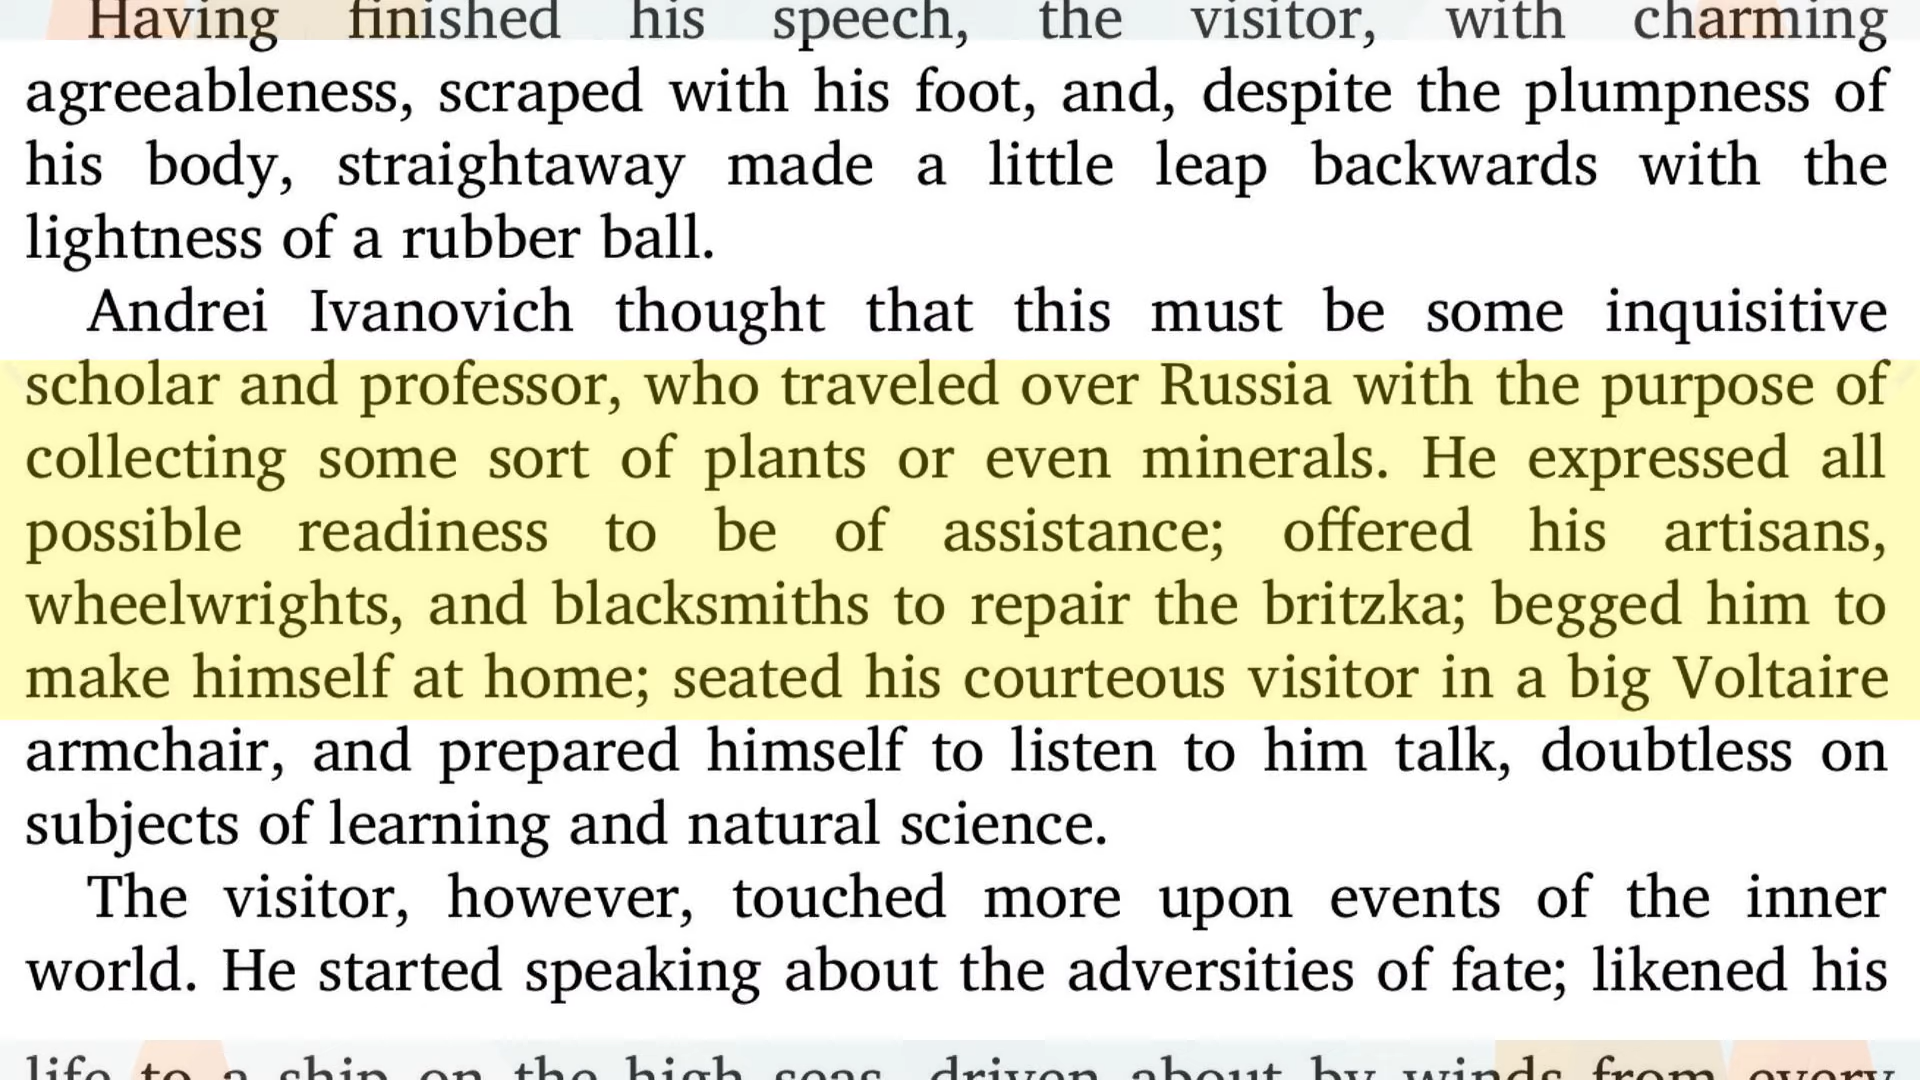 Having finished his speech, the visitor, with charming
agreeableness, scraped with his foot, and, despite the plumpness of
his body, straightaway made a little leap backwards with the
lightness of a rubber ball.
Andrei Ivanovich thought that this must be some inquisitive
scholar and professor, who traveled over Russia with the purpose of
collecting some sort of plants or even minerals. He expressed all
possible readiness to be of assistance; offered his artisans,
wheelwrights, and blacksmiths to repair the britzka; begged him to
make himself at home; seated his courteous visitor in a big Voltaire
armchair, and prepared himself to listen to him talk, doubtless on
subjects of learning and natural science.
The visitor, however, touched more upon events of the inner
world. He started speaking about the adversities of fate; likened his
life to a ship on the high seas, driven about by winds from every